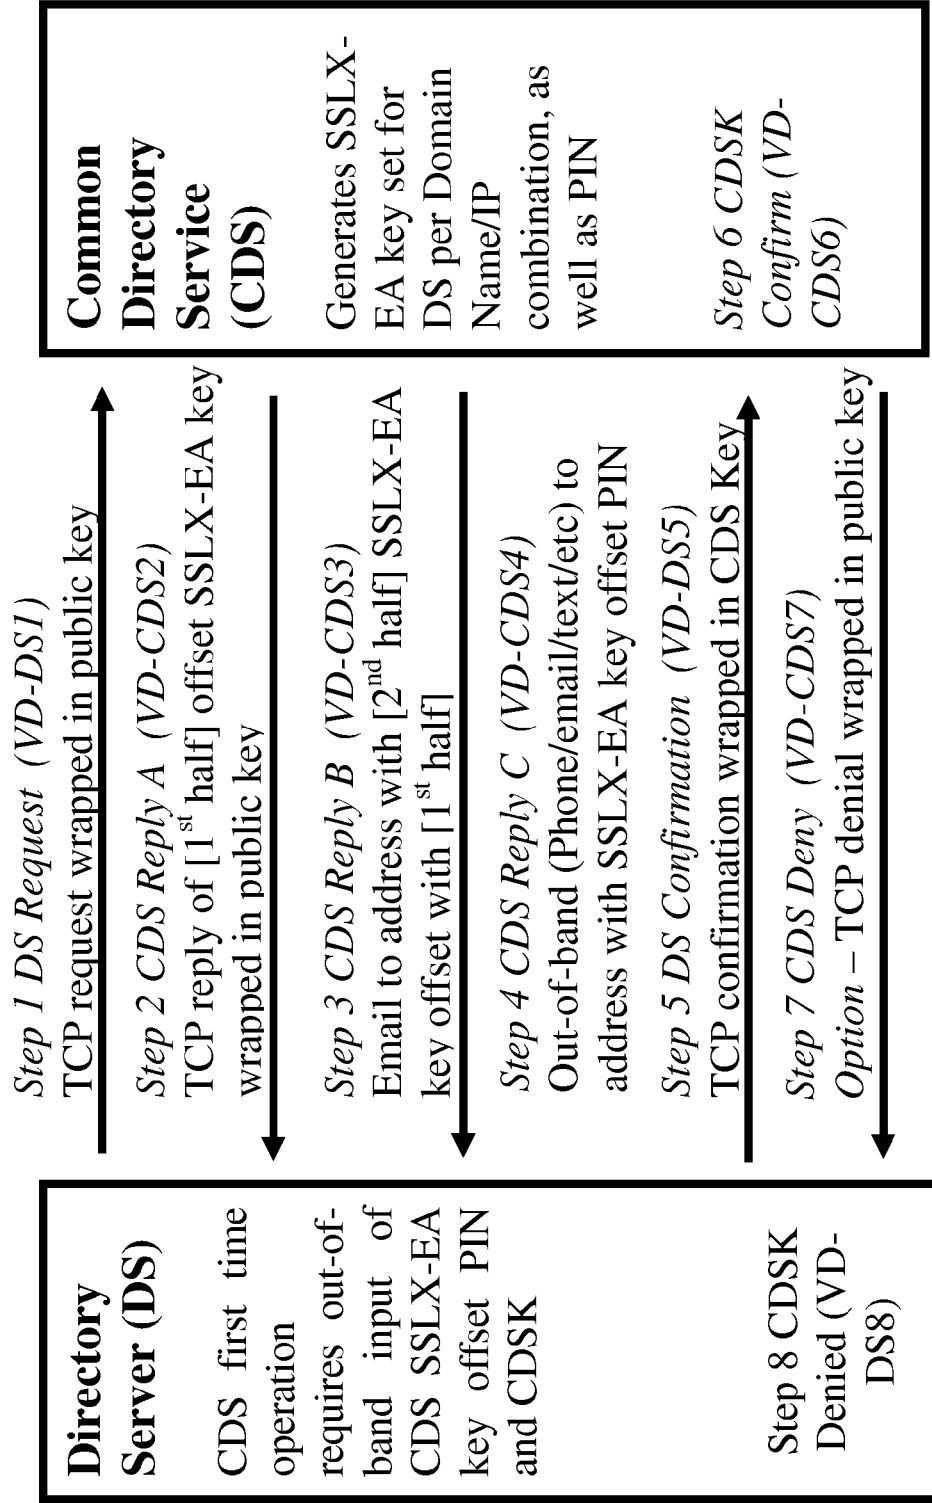 Directory
Server (DS)
CDS first time
operation
requires out-of-
band input of
CDS SSLX-EA
key offset PIN
and CDSK
Step 8 CDSK
Denied (VD-
DS8)
Step 1 DS Request (VD-DS1)
TCP request wrapped in public key
Step 2 CDS Reply A (VD-CDS2)
TCP reply of [1st half] offset SSLX-EA key
wrapped in public key
Step 3 CDS Reply B (VD-CDS3)
Email to address with [2nd half] SSLX-EA
key offset with [1st half]
Step 4 CDS Reply C (VD-CDS4)
Out-of-band (Phone/email/text/etc) to
address with SSLX-EA key offset PIN
Step 5 DS Confirmation (VD-DS5)
TCP confirmation wrapped in CDS Key
Step 7 CDS Deny (VD-CDS7)
Option – TCP denial wrapped in public key
Common
Directory
Service
(CDS)
Generates SSLX-
EA key set for
DS per Domain
Name/IP
combination, as
well as PIN
Step 6 CDSK
Confirm (VD-
CDS6)